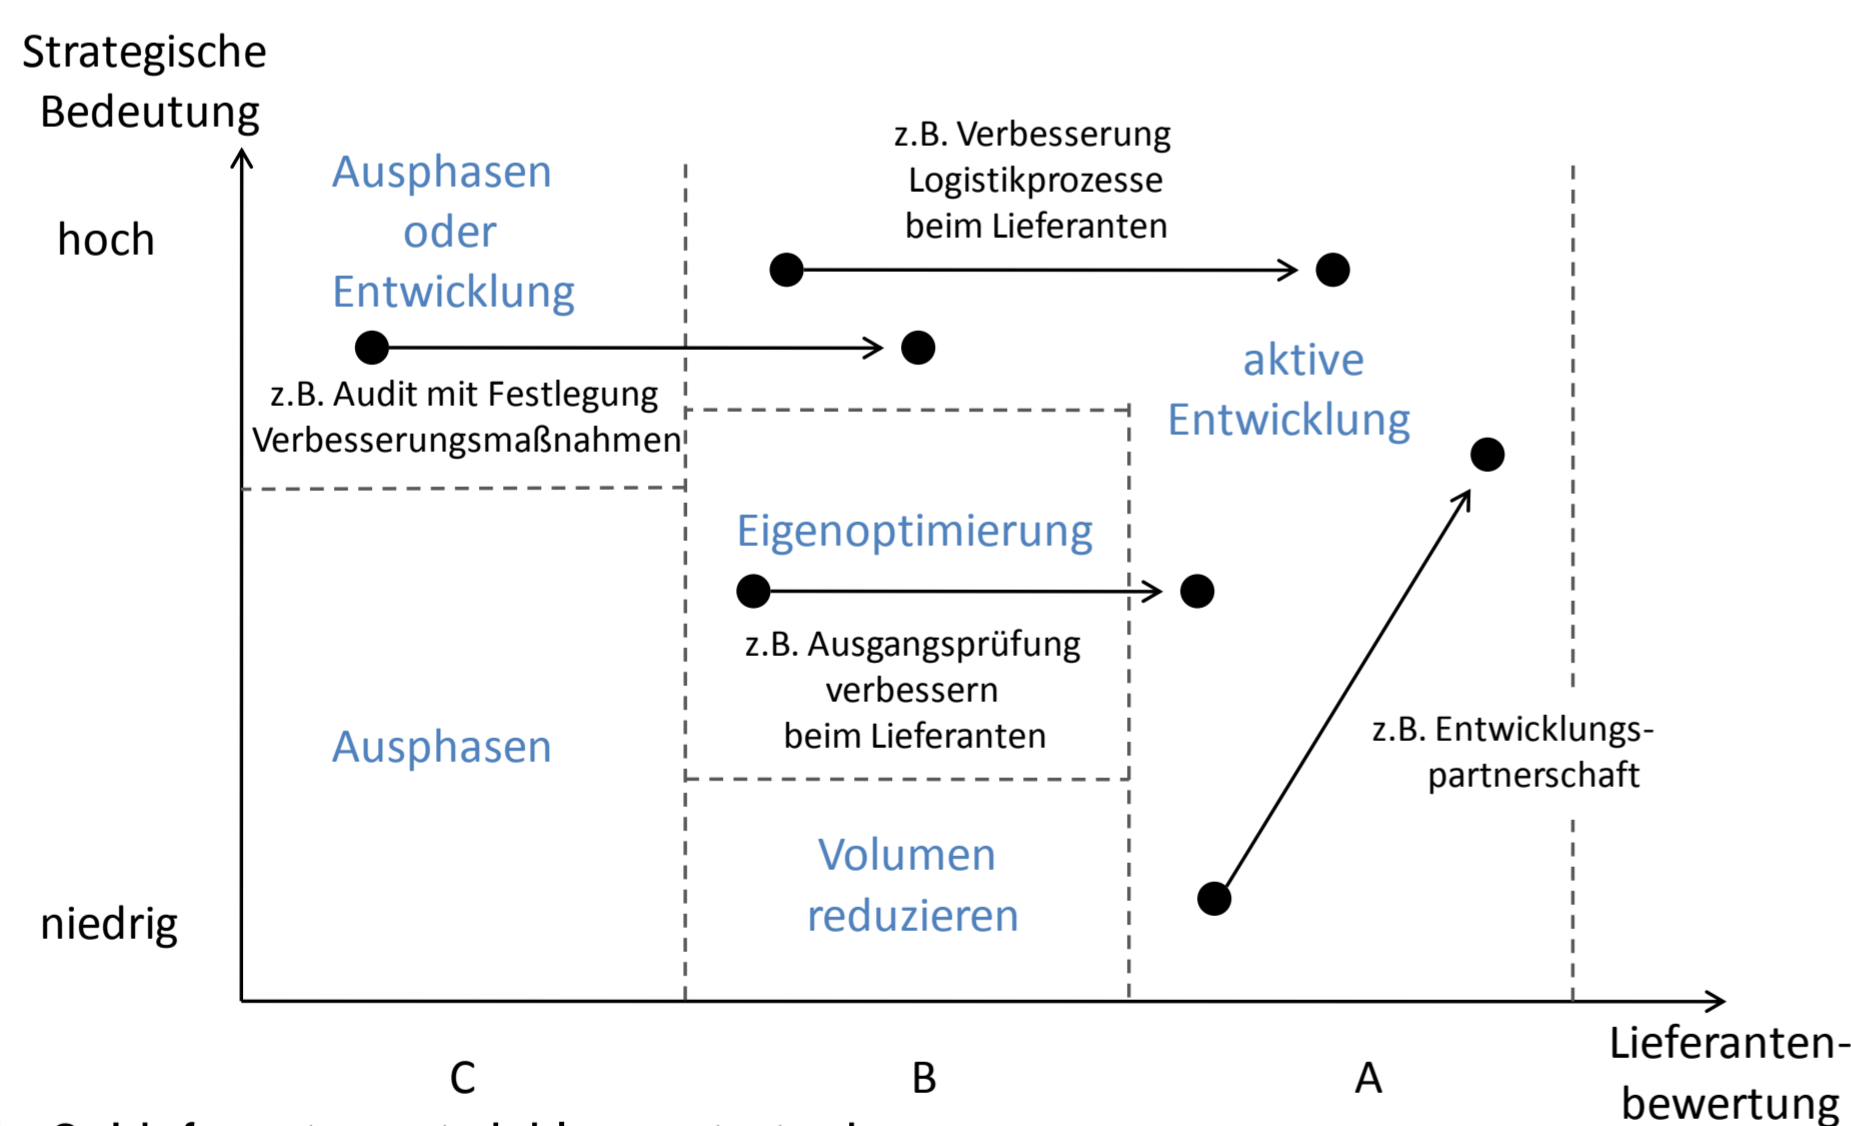 Strategische
Bedeutung
hoch
niedrig
Ausphasen
oder
Entwicklung
z.B. Audit mit Festlegung
Verbesserungsmaßnahmen
z.B. Verbesserung
Logistikprozesse
beim Lieferanten
aktive
Entwicklung
Eigenoptimierung
z.B. Ausgangsprüfung
verbessern
beim Lieferanten
Ausphasen
Volumen
reduzieren
z.B. Entwicklungs-
partnerschaft
C
B
A
Lieferanten-
bewertung